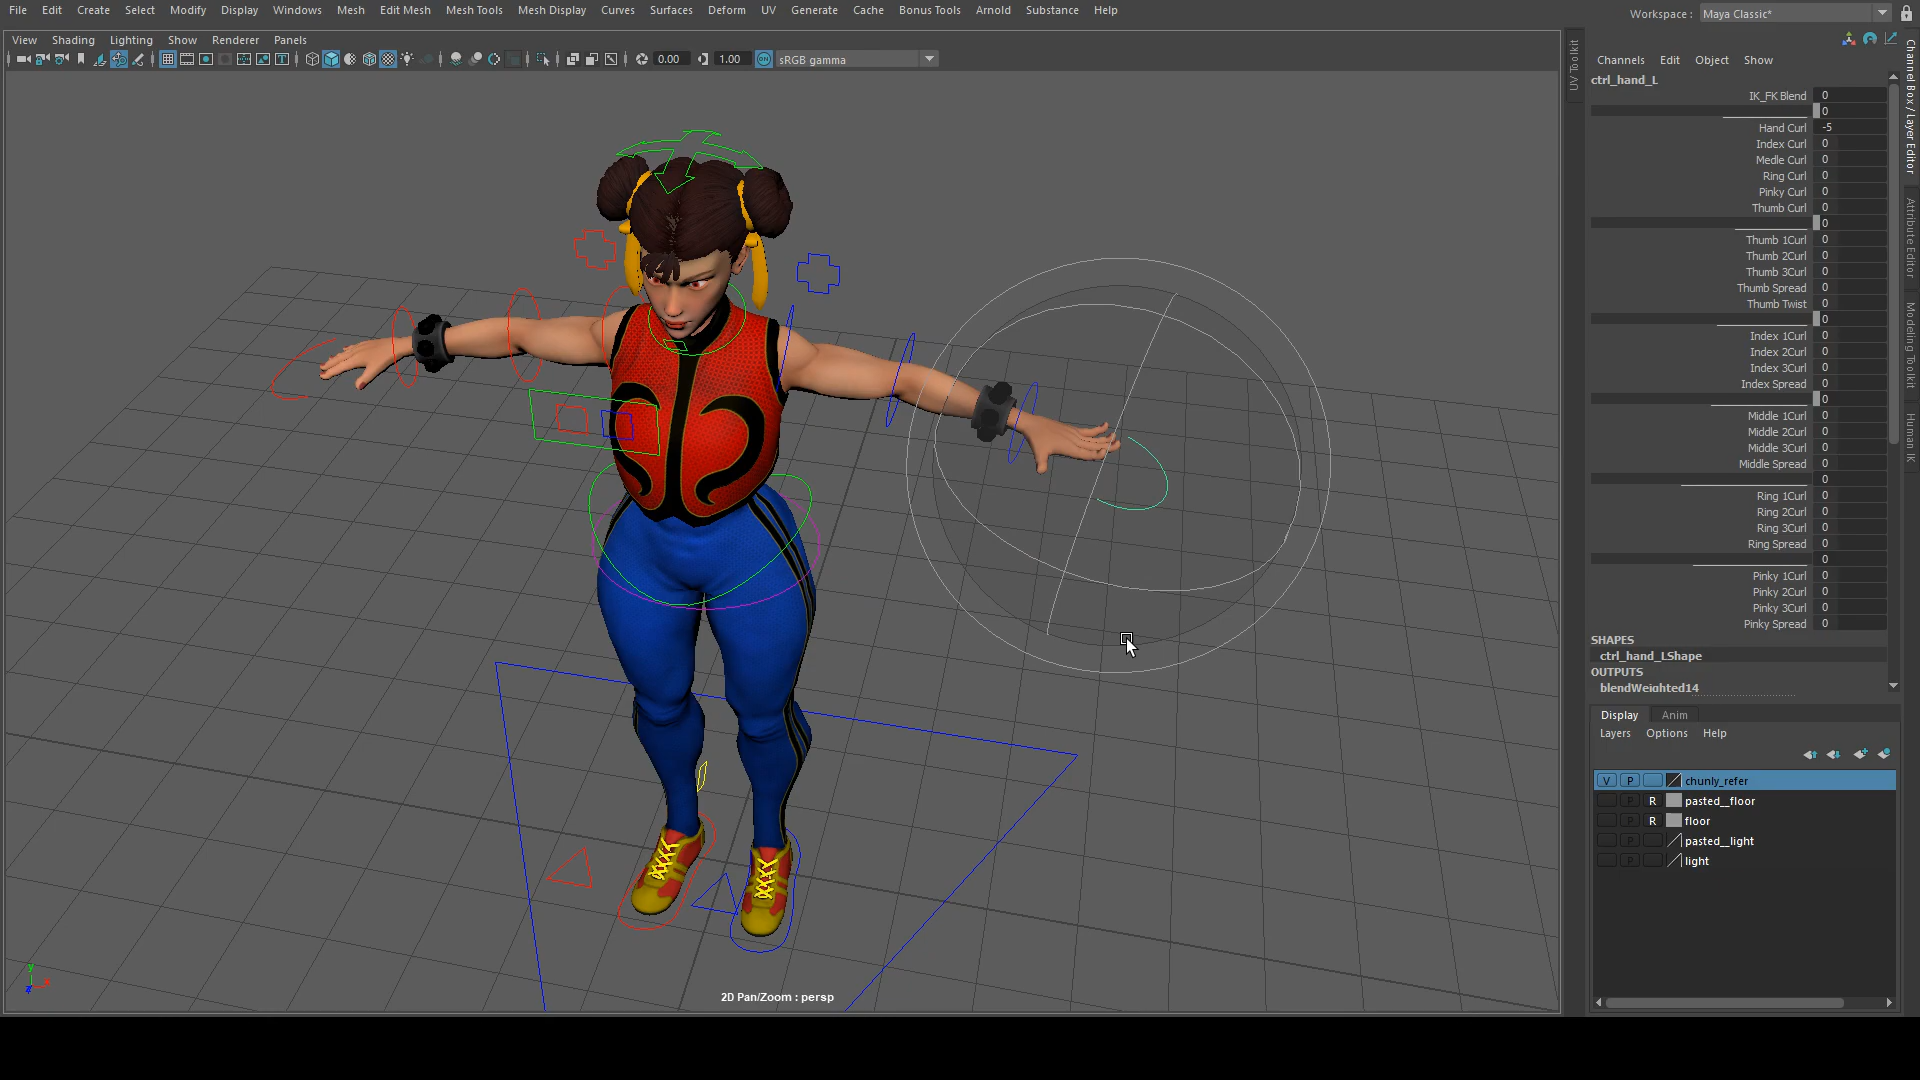 File Edit Create Select Modify Display Windows Mesh Edit Mesh Mesh Tools Mesh Display Curves Surfaces Deform UV Generate Cache Bonus Tools Arnold Substance Help
Workspace : Maya Classic*
View Shading Lighting Show Renderer Panels
0.00 1.00 ON sRGB gamma
UV Toolkit
Channels Edit Object Show
ctrl_hand_L
IK_FK Blend 0
0
Hand Curl -5
Index Curl 0
Medle Curl 0
Ring Curl 0
Pinky Curl 0
Thumb Curl 0
0
Thumb 1Curl 0
Thumb 2Curl 0
Thumb 3Curl 0
Thumb Spread 0
Thumb Twist 0
0
Index 1Curl 0
Index 2Curl 0
Index 3Curl 0
Index Spread 0
0
Middle 1Curl 0
Middle 2Curl 0
Middle 3Curl 0
Middle Spread 0
0
Ring 1Curl 0
Ring 2Curl 0
Ring 3Curl 0
Ring Spread 0
0
Pinky 1Curl 0
Pinky 2Curl 0
Pinky 3Curl 0
Pinky Spread 0
SHAPES
ctrl_hand_LShape
OUTPUTS
blendWeighted14
Display Anim
Layers Options Help
V P chunly_refer
P R pasted__floor
P R floor
P pasted__light
P light
Channel Box / Layer Editor
Attribute Editor
Modeling Toolkit
Human IK
y
x
z
2D Pan/Zoom : persp